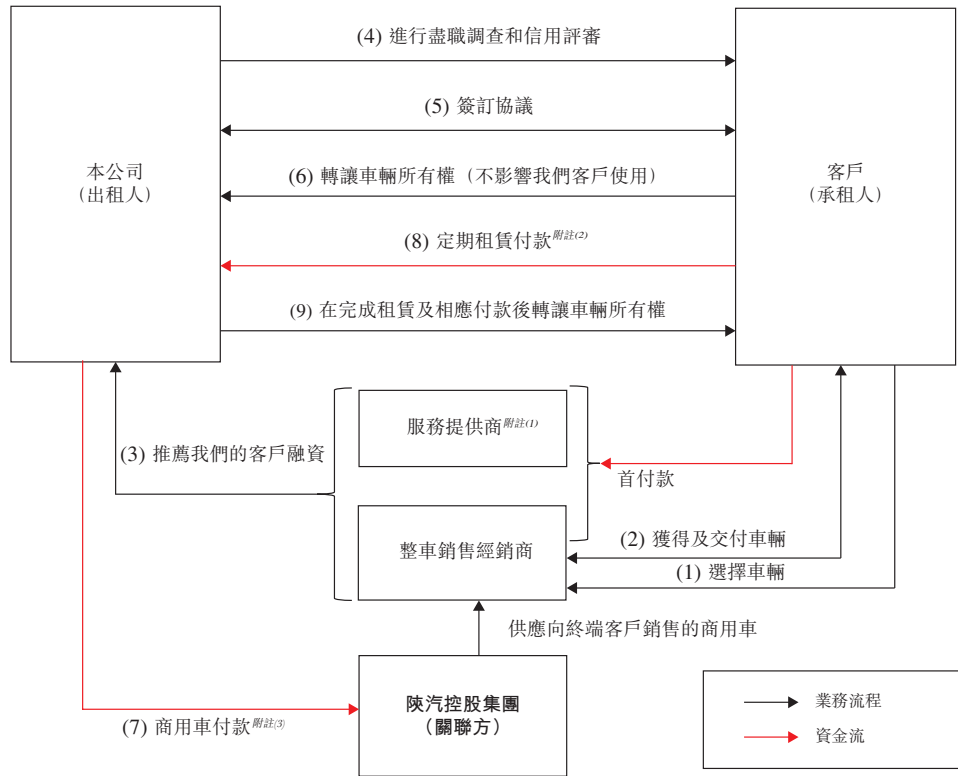 (4) 進行盡職調查和信用評審
(5) 簽訂協議
本公司
(出租人)
客戶
(承租人)
(6) 轉讓車輛所有權（不影響我們客戶使用）
(8) 定期租賃付款附註(2)
(9) 在完成租賃及相應付款後轉讓車輛所有權
服務提供商附註(1)
(3) 推薦我們的客戶融資
首付款
整車銷售經銷商
(2) 獲得及交付車輛
(1) 選擇車輛
供應向終端客戶銷售的商用車
陝汽控股集團
（關聯方）
(7) 商用車付款附註(3)
業務流程
資金流